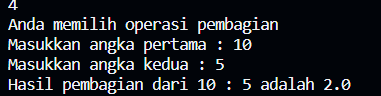 4
Anda memilih operasi pembagian
Masukkan angka pertama : 10
Masukkan angka kedua : 5
Hasil pembagian dari 10 : 5 adalah 2.0